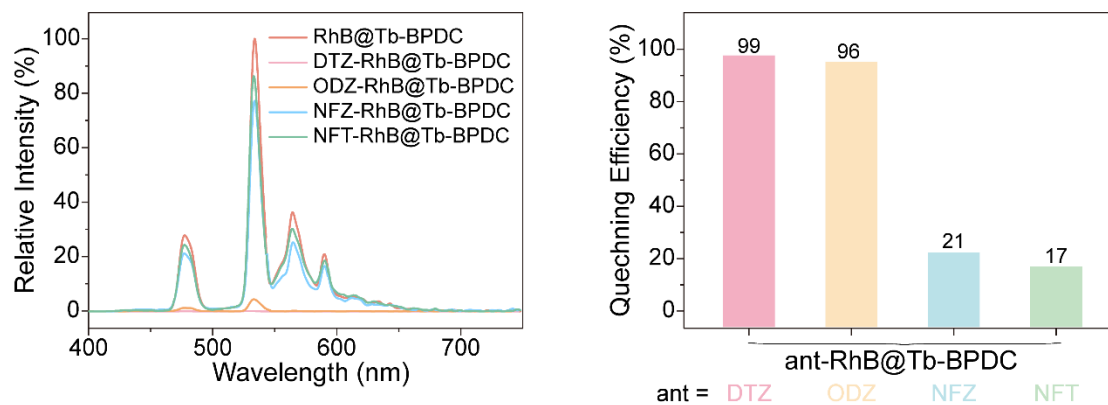 Relative Intensity (%)
100
80
60
40
20
0
RhB@Tb-BPDC
DTZ-RhB@Tb-BPDC
ODZ-RhB@Tb-BPDC
NFZ-RhB@Tb-BPDC
NFT-RhB@Tb-BPDC
400 500 600 700
Wavelength (nm)
Quechning Efficiency (%)
100
80
60
40
20
0
99 96 21 17
ant-RhB@Tb-BPDC
ant = DTZ ODZ NFZ NFT